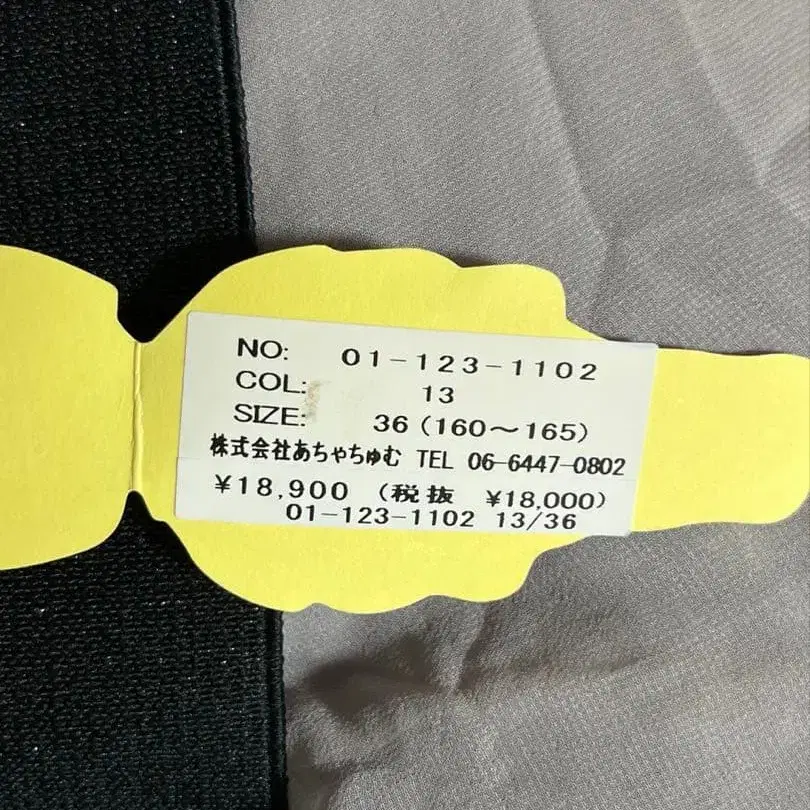 NO: 01-123-1102
COL: 13
SIZE: 36 (160～165)
株式会社あちゃちゅむ TEL 06-6447-0802
¥18,900 (税抜 ¥18,000)
01-123-1102 13/36